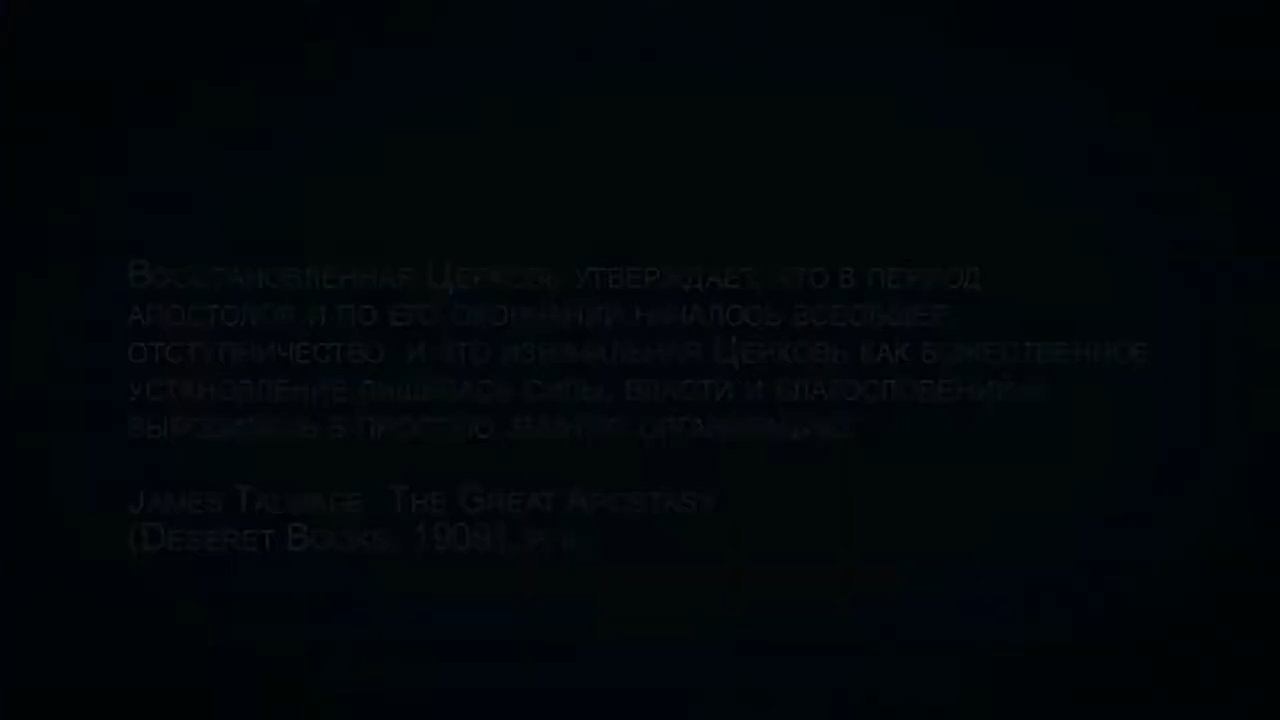 Восстановленная Церковь утверждает, что в период
апостолов и по его окончании началось всеобщее
отступничество, и что изначальная Церковь как божественное
установление лишилась силы, власти и благословений и
выродилась в простую организацию
James Talmage, The Great Apostasy
(Deseret Books, 1909), p.